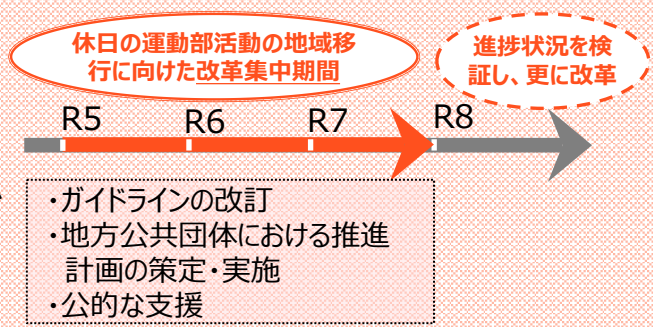 休日の運動部活動の地域移
行に向けた改革集中期間
進捗状況を検
証し、更に改革
R5 R6 R7 R8
・ガイドラインの改訂
・地方公共団体における推進
計画の策定・実施
・公的な支援